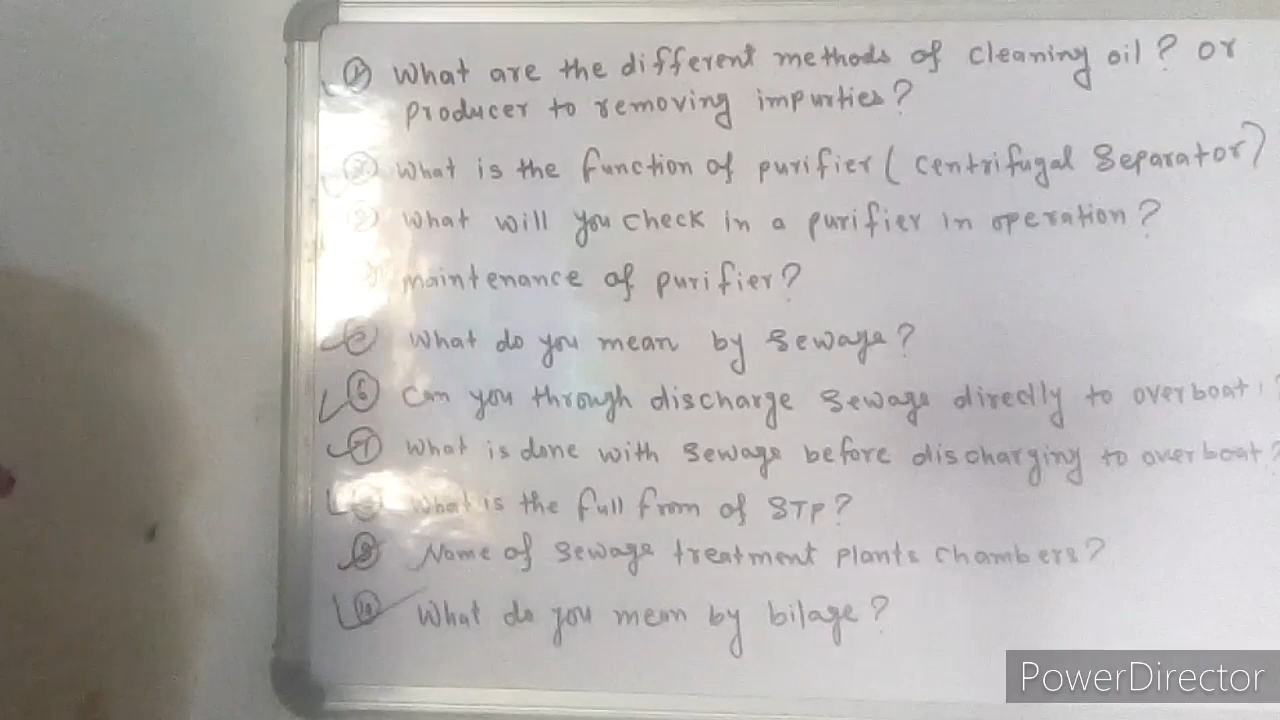 ① What are the different methods of cleaning oil? or
producer to removing impurties?
② What is the function of purifier ( centrifugal Separator)
③ What will you check in a purifier in operation?
maintenance of purifier?
What do you mean by sewage?
⑥ Can you through discharge sewage directly to overboat?
⑦ What is done with sewage before discharging to overboat?
What is the full from of STP?
Name of sewage treatment plants chambers?
⑩ What do you mean by bilage?
PowerDirector